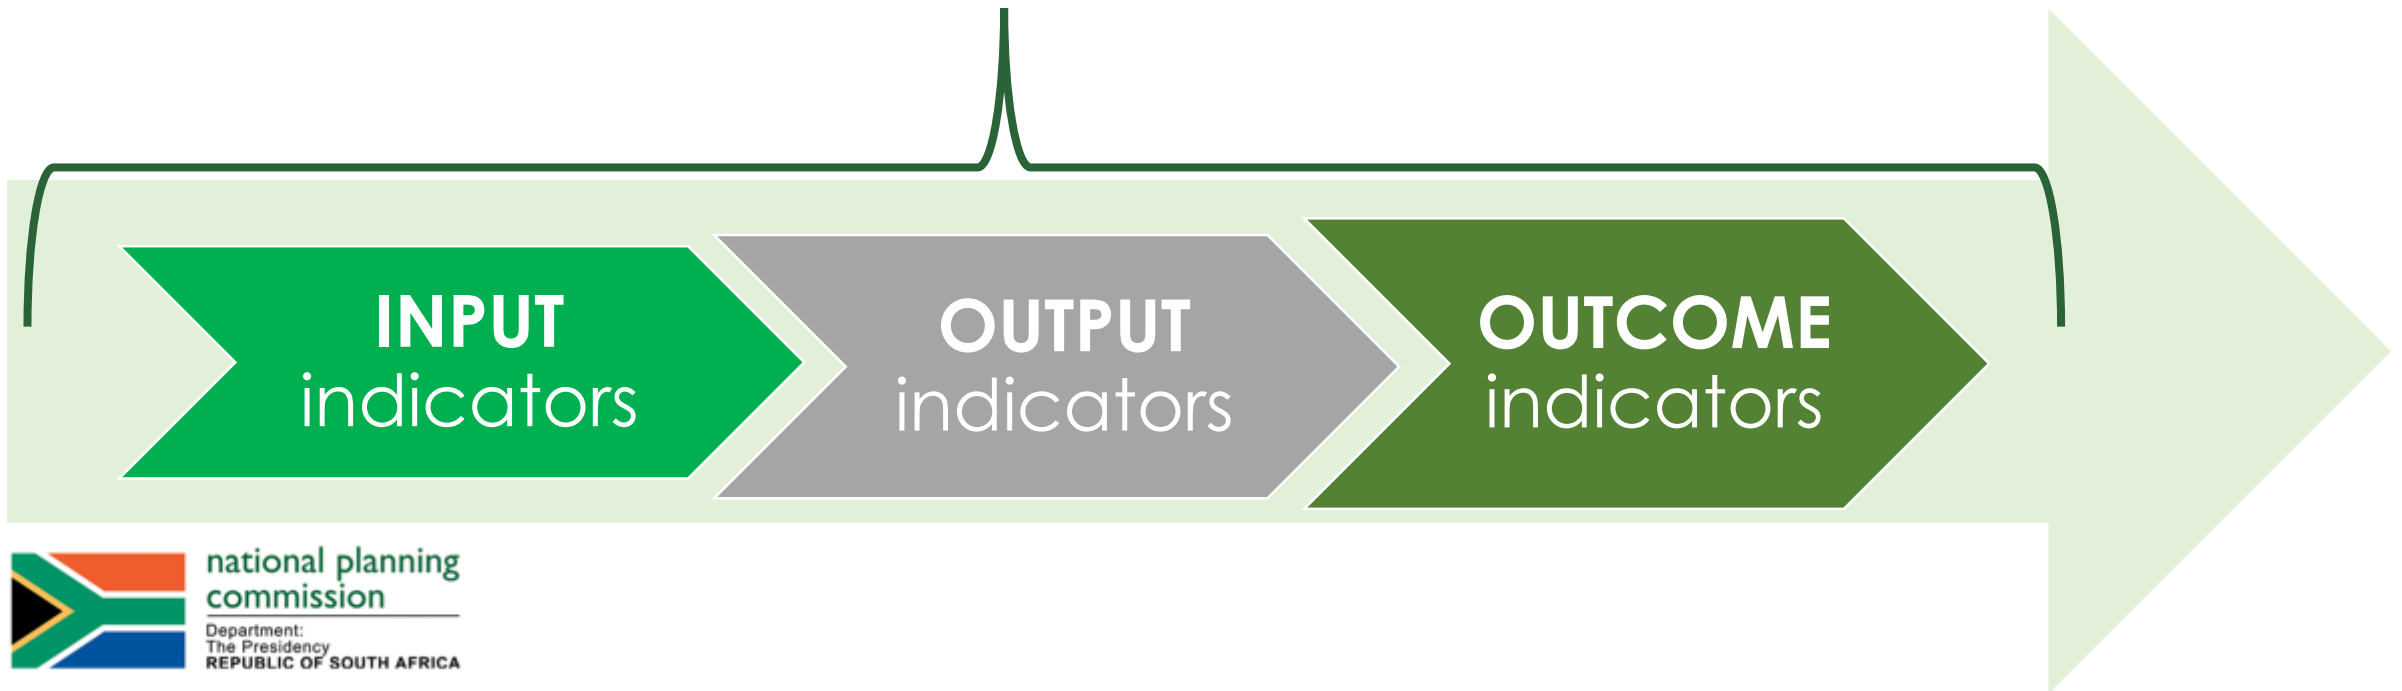 INPUT
indicators
OUTPUT
indicators
OUTCOME
indicators
national planning
commission
Department:
The Presidency
REPUBLIC OF SOUTH AFRICA